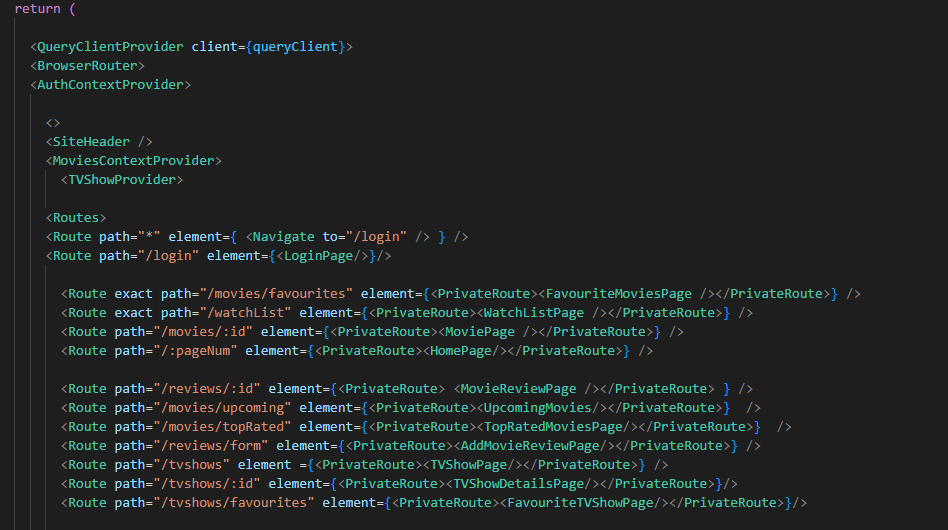 return (
<QueryClientProvider client={queryClient}>
<BrowserRouter>
<AuthContextProvider>
<>
<SiteHeader />
<MoviesContextProvider>
<TVShowProvider>
<Routes>
<Route path="*" element={ <Navigate to="/login" /> } />
<Route path="/login" element={<LoginPage/>}/>
<Route exact path="/movies/favourites" element={<PrivateRoute><FavouriteMoviesPage /></PrivateRoute>} />
<Route exact path="/watchList" element={<PrivateRoute><WatchListPage /></PrivateRoute>} />
<Route path="/movies/:id" element={<PrivateRoute><MoviePage /></PrivateRoute>} />
<Route path="/:pageNum" element={<PrivateRoute><HomePage/></PrivateRoute>} />
<Route path="/reviews/:id" element={<PrivateRoute> <MovieReviewPage /></PrivateRoute> } />
<Route path="/movies/upcoming" element={<PrivateRoute><UpcomingMovies/></PrivateRoute>}  />
<Route path="/movies/topRated" element={<PrivateRoute><TopRatedMoviesPage/></PrivateRoute>}  />
<Route path="/reviews/form" element={<PrivateRoute><AddMovieReviewPage/></PrivateRoute>} />
<Route path="/tvshows" element ={<PrivateRoute><TVShowPage/></PrivateRoute>} />
<Route path="/tvshows/:id" element={<PrivateRoute><TVShowDetailsPage/></PrivateRoute>}/>
<Route path="/tvshows/favourites" element={<PrivateRoute><FavouriteTVShowPage/></PrivateRoute>}/>